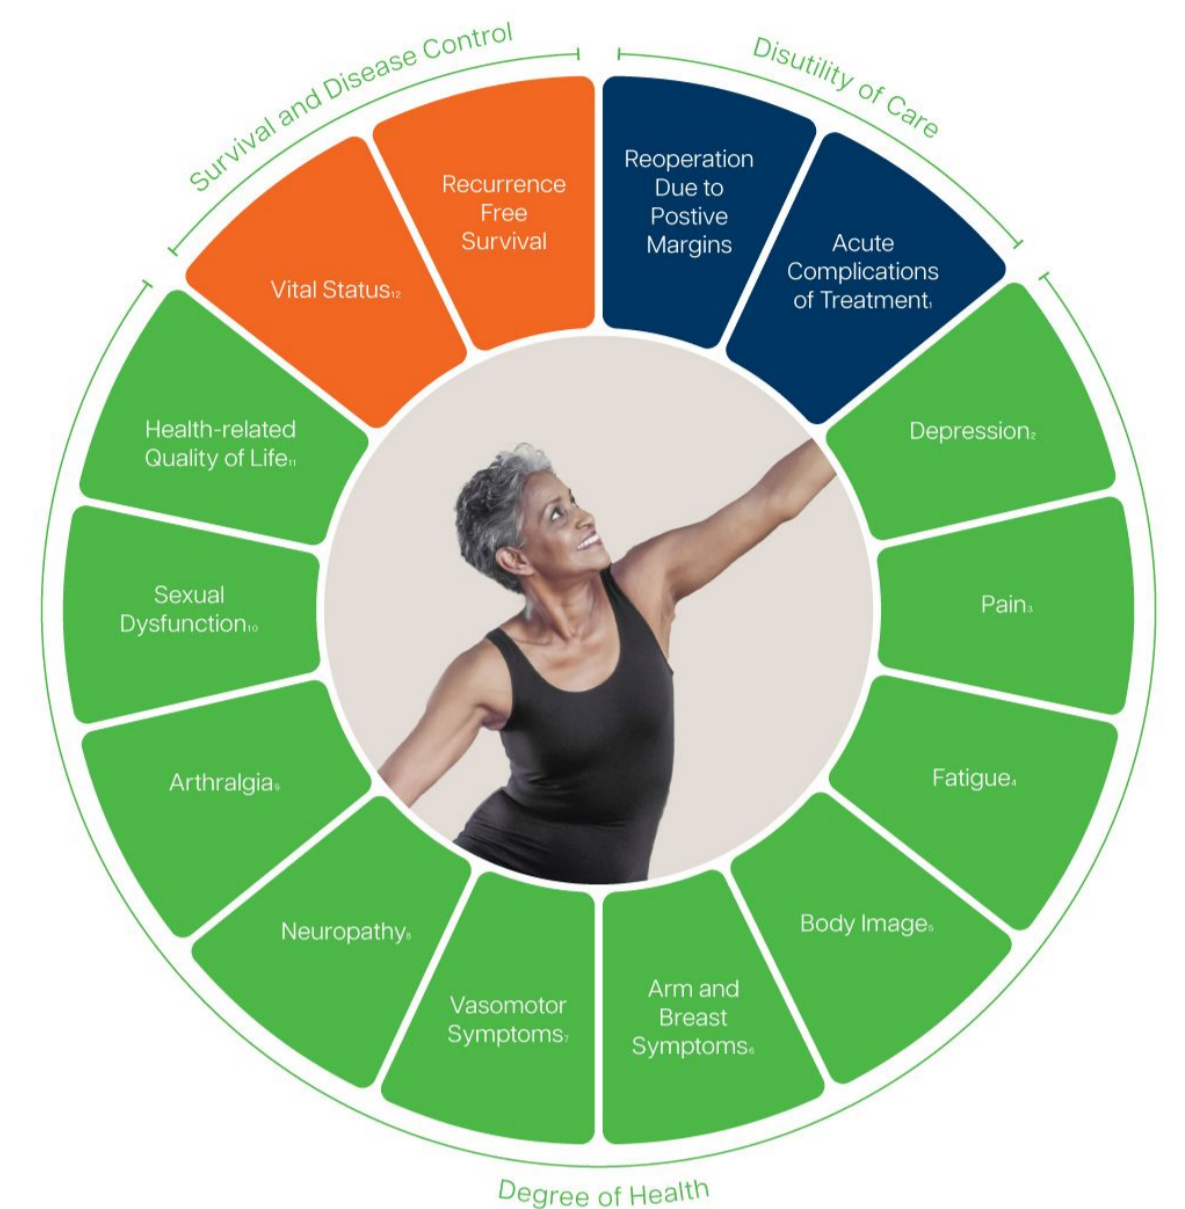 Survival and Disease Control
Disutility of Care
Recurrence
Free
Survival
Reoperation
Due to
Postive
Margins
Acute
Complications
of Treatment₁
Depression₂
Pain₃
Fatigue₄
Body Image₅
Arm and
Breast
Symptoms₆
Vasomotor
Symptoms₇
Neuropathy₈
Arthralgia₉
Sexual
Dysfunction₁₀
Health-related
Quality of Life₁₁
Vital Status₁₂
Degree of Health